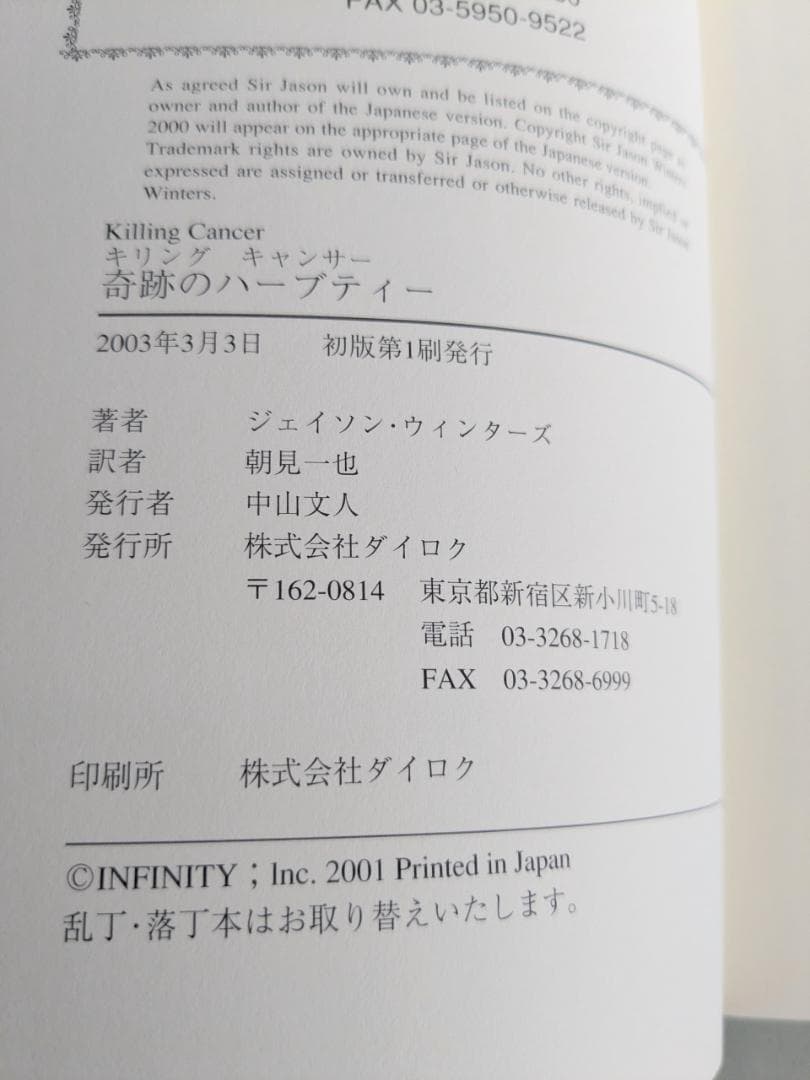 FAX 03-5950-9522
As agreed Sir Jason will own and be listed on the copyright page as
owner and author of the Japanese version. Copyright Sir Jason Winters
2000 will appear on the appropriate page of the Japanese version.
Trademark rights are owned by Sir Jason. No other rights, implied or
expressed are assigned or transferred or otherwise released by Sir Jason
Winters.
Killing Cancer
キリング キャンサー
奇跡のハーブティー
2003年3月3日 初版第1刷発行
著者 ジェイソン・ウィンターズ
訳者 朝見一也
発行者 中山文人
発行所 株式会社ダイロク
〒162-0814 東京都新宿区新小川町5-18
電話 03-3268-1718
FAX 03-3268-6999
印刷所 株式会社ダイロク
©INFINITY；Inc. 2001 Printed in Japan
乱丁・落丁本はお取り替えいたします。